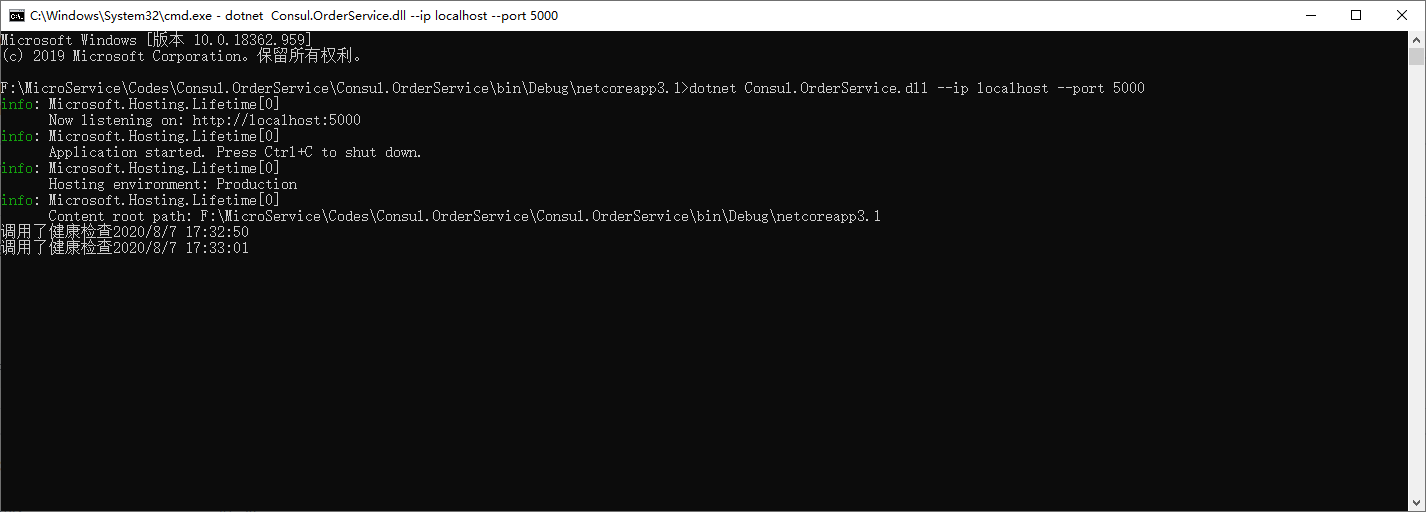 C:\Windows\System32\cmd.exe - dotnet  Consul.OrderService.dll --ip localhost --port 5000
Microsoft Windows [版本 10.0.18362.959]
(c) 2019 Microsoft Corporation。保留所有权利。
F:\MicroService\Codes\Consul.OrderService\Consul.OrderService\bin\Debug\netcoreapp3.1>dotnet Consul.OrderService.dll --ip localhost --port 5000
info: Microsoft.Hosting.Lifetime[0]
      Now listening on: http://localhost:5000
info: Microsoft.Hosting.Lifetime[0]
      Application started. Press Ctrl+C to shut down.
info: Microsoft.Hosting.Lifetime[0]
      Hosting environment: Production
info: Microsoft.Hosting.Lifetime[0]
      Content root path: F:\MicroService\Codes\Consul.OrderService\Consul.OrderService\bin\Debug\netcoreapp3.1
调用了健康检查2020/8/7 17:32:50
调用了健康检查2020/8/7 17:33:01